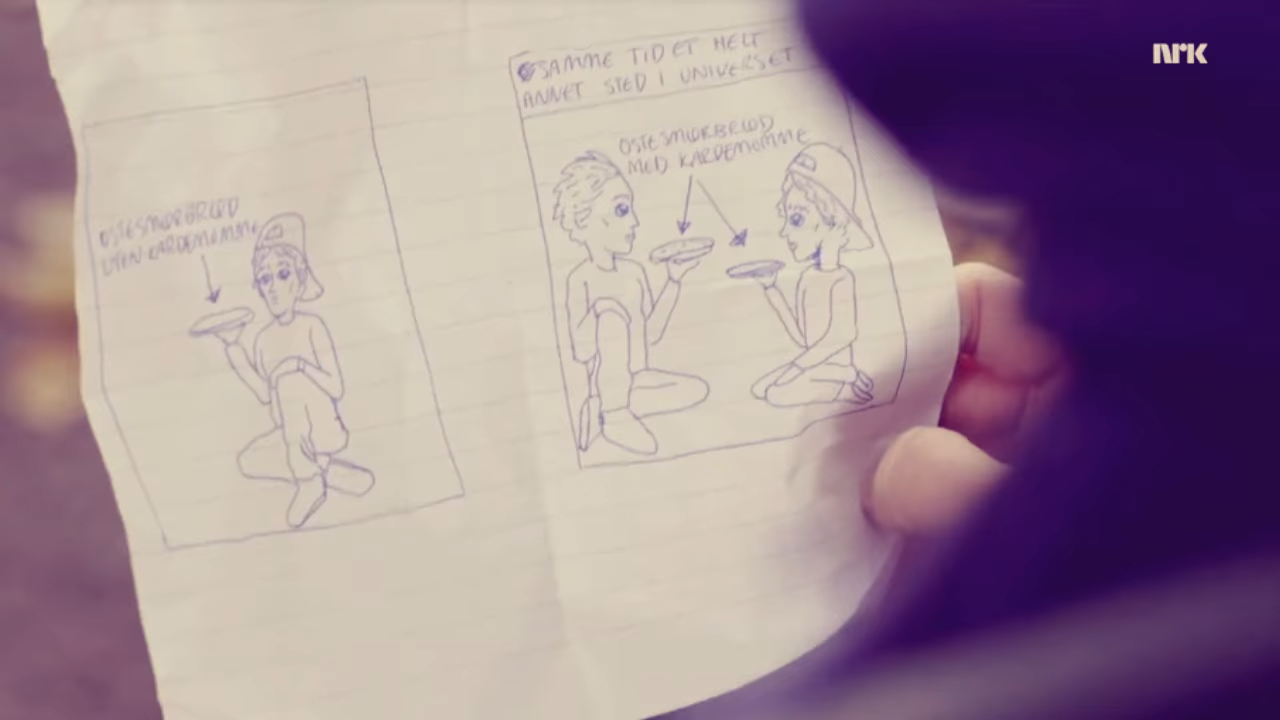 OSTESMØRBRØD
UTEN KARDEMOMME
SAMME TID ET HELT
ANNET STED I UNIVERSET
OSTESMØRBRØD
MED KARDEMOMME
NRK